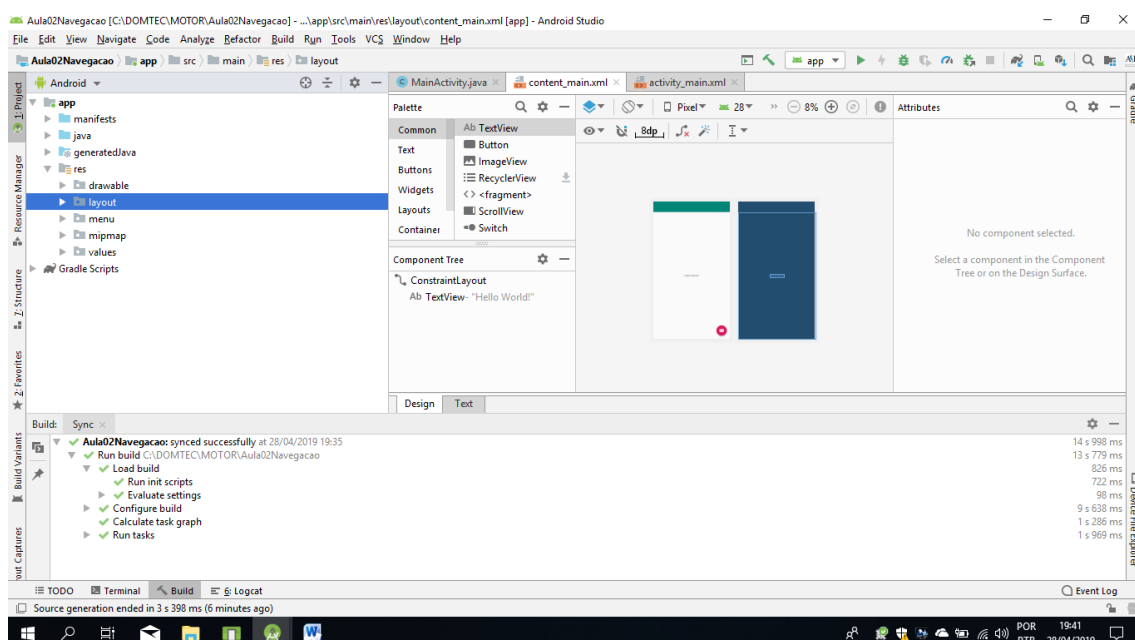 Aula02Navegacao [C:\DOMTEC\MOTOR\Aula02Navegacao] - ...\app\src\main\res\layout\content_main.xml [app] - Android Studio
File Edit View Navigate Code Analyze Refactor Build Run Tools VCS Window Help
Aula02Navegacao app src main res layout app
Android MainActivity.java content_main.xml activity_main.xml
1: Project
Resource Manager
7: Structure
2: Favorites
Build Variants
app
manifests
java
generatedJava
res
drawable
layout
menu
mipmap
values
Gradle Scripts
Palette
Common
Text
Buttons
Widgets
Layouts
Container
Ab TextView
Button
ImageView
RecyclerView
<fragment>
ScrollView
Switch
Pixel 28 8%
8dp
Component Tree
ConstraintLayout
Ab TextView- "Hello World!"
Attributes
No component selected.
Select a component in the Component
Tree or on the Design Surface.
Gradle
Device File Explorer
Design Text
Build: Sync
Aula02Navegacao: synced successfully at 28/04/2019 19:35 14 s 998 ms
Run build C:\DOMTEC\MOTOR\Aula02Navegacao 13 s 779 ms
Load build 826 ms
Run init scripts 722 ms
Evaluate settings 98 ms
Configure build 9 s 638 ms
Calculate task graph 1 s 286 ms
Run tasks 1 s 969 ms
TODO Terminal Build 6: Logcat Event Log
Source generation ended in 3 s 398 ms (6 minutes ago)
POR 19:41
28/04/2019